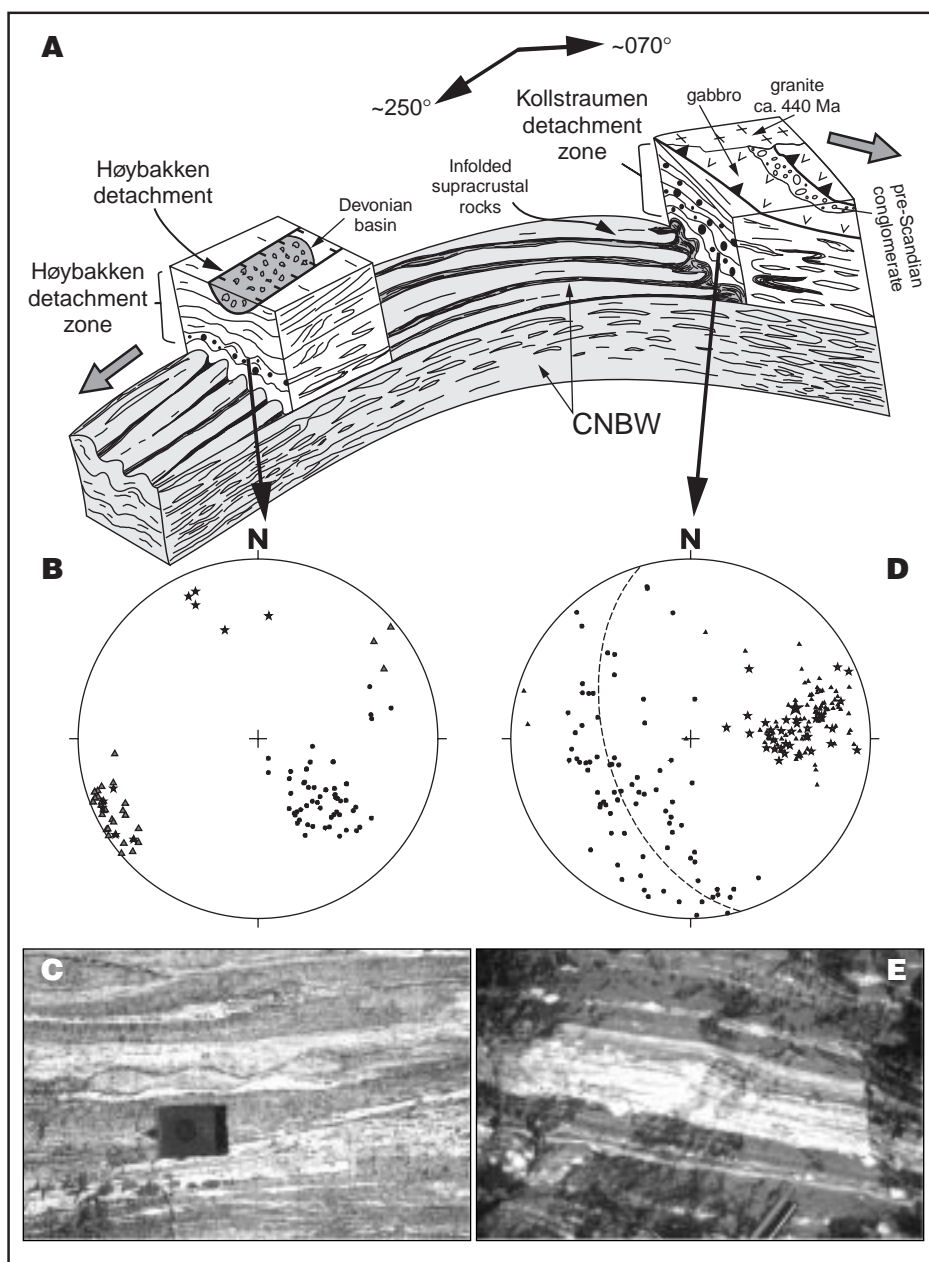 A
~070°
~250°
Kollstraumen
detachment
zone
gabbro
granite
ca. 440 Ma
Høybakken
detachment
Devonian
basin
Infolded
supracrustal
rocks
pre-Scandian
conglomerate
Høybakken
detachment
zone
CNBW
B
N
N
D
C
E